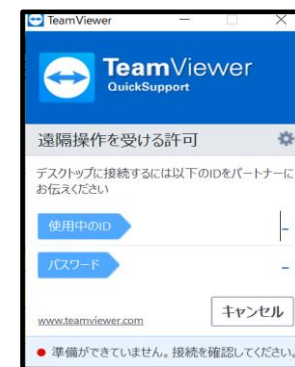 TeamViewer
TeamViewer
QuickSupport
遠隔操作を受ける許可
デスクトップに接続するには以下のIDをパートナーに
お伝えください
使用中のID
-
パスワード
-
www.teamviewer.com
キャンセル
準備ができていません。接続を確認してください。